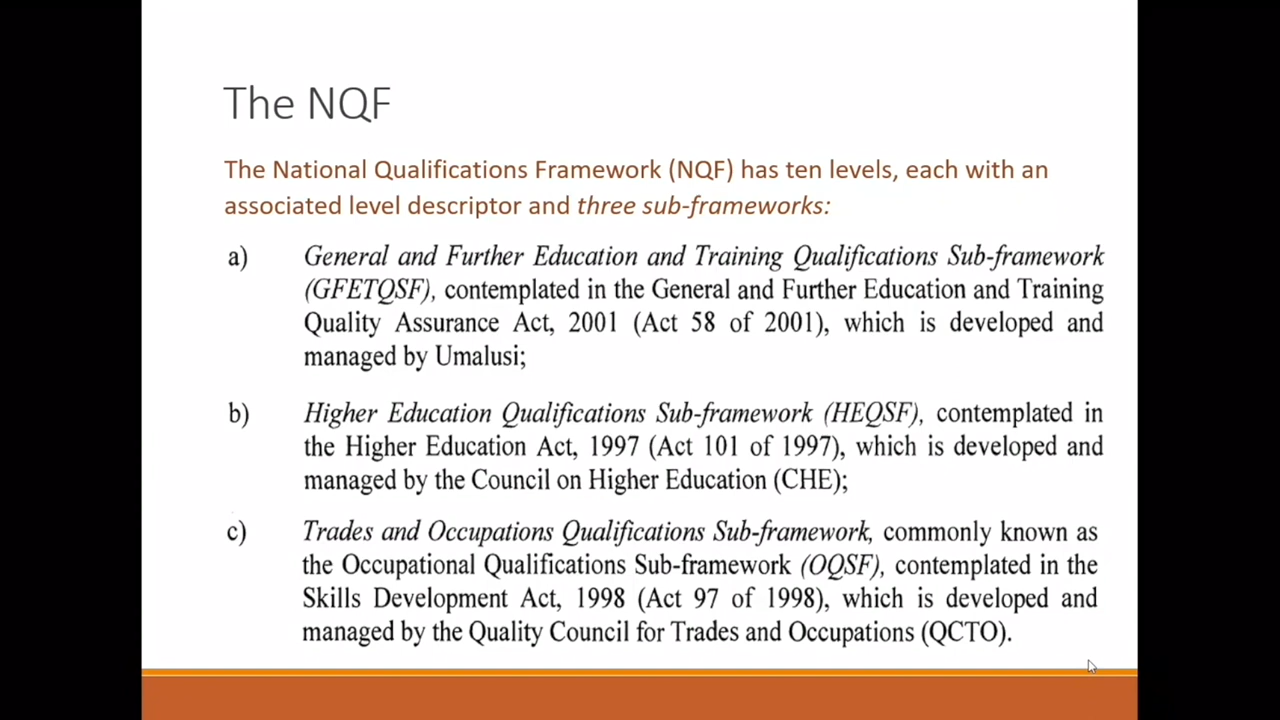 The NQF
The National Qualifications Framework (NQF) has ten levels, each with an
associated level descriptor and three sub-frameworks:
a) General and Further Education and Training Qualifications Sub-framework
(GFETQSF), contemplated in the General and Further Education and Training
Quality Assurance Act, 2001 (Act 58 of 2001), which is developed and
managed by Umalusi;
b) Higher Education Qualifications Sub-framework (HEQSF), contemplated in
the Higher Education Act, 1997 (Act 101 of 1997), which is developed and
managed by the Council on Higher Education (CHE);
c) Trades and Occupations Qualifications Sub-framework, commonly known as
the Occupational Qualifications Sub-framework (OQSF), contemplated in the
Skills Development Act, 1998 (Act 97 of 1998), which is developed and
managed by the Quality Council for Trades and Occupations (QCTO).